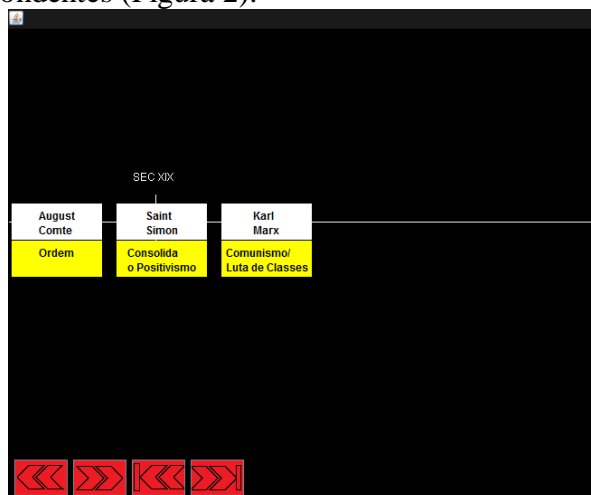 ondentes (Figura 2).
SEC XIX
August
Comte
Saint
Simon
Karl
Marx
Ordem
Consolida
o Positivismo
Comunismo/
Luta de Classes